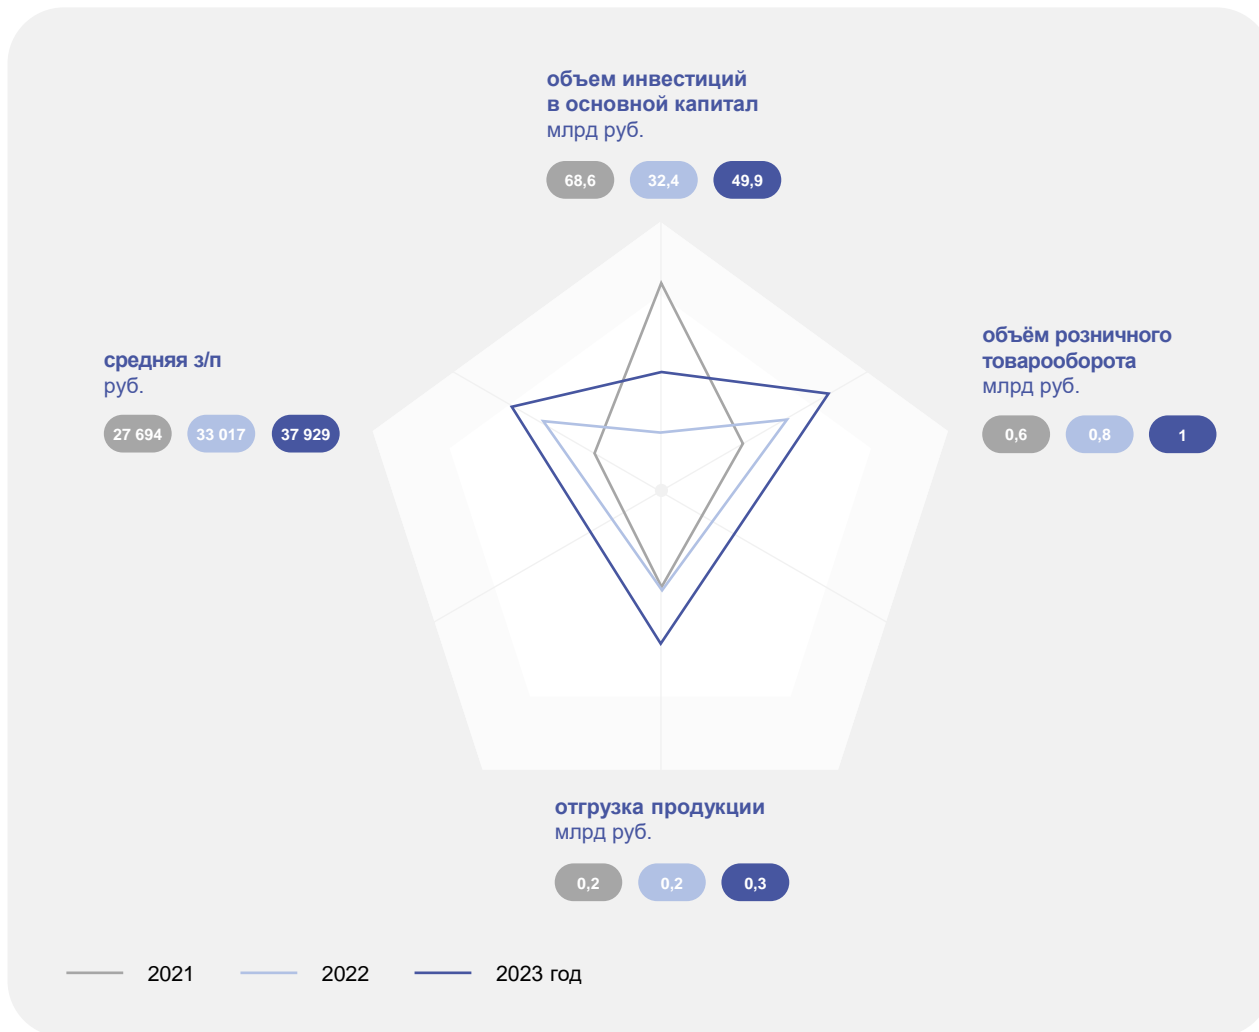 объем инвестиций
в основной капитал
млрд руб.
68,6 32,4 49,9
средняя з/п
руб.
27 694 33 017 37 929
объём розничного
товарооборота
млрд руб.
0,6 0,8 1
отгрузка продукции
млрд руб.
0,2 0,2 0,3
2021 2022 2023 год